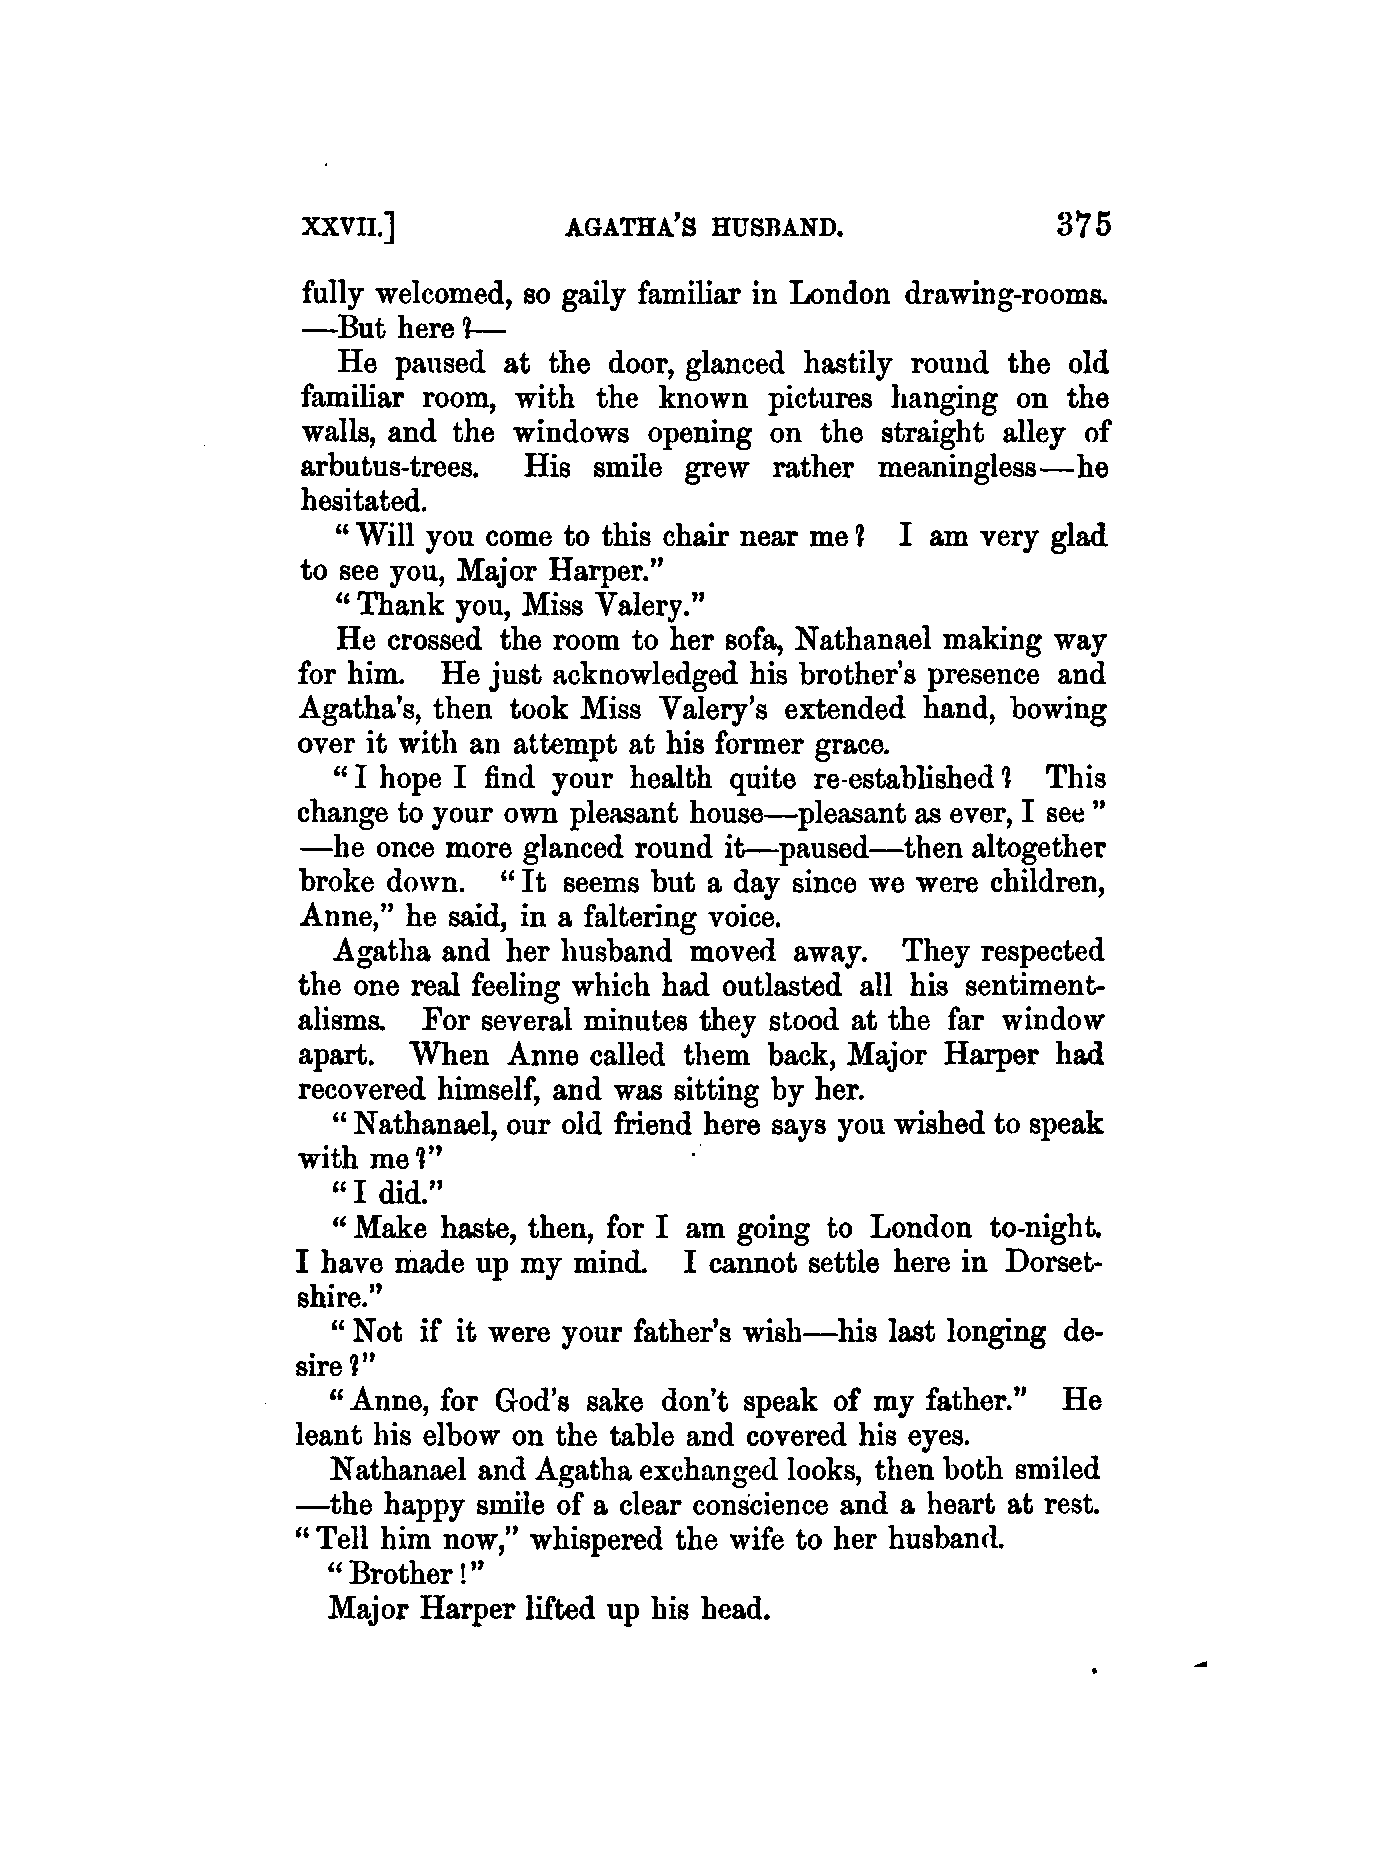 XXVII.] AGATHA'S HUSBAND. 375
fully welcomed, so gaily familiar in London drawing-rooms.
—But here?—
He paused at the door, glanced hastily round the old
familiar room, with the known pictures hanging on the
walls, and the windows opening on the straight alley of
arbutus-trees. His smile grew rather meaningless—he
hesitated.
"Will you come to this chair near me? I am very glad
to see you, Major Harper."
"Thank you, Miss Valery."
He crossed the room to her sofa, Nathanael making way
for him. He just acknowledged his brother's presence and
Agatha's, then took Miss Valery's extended hand, bowing
over it with an attempt at his former grace.
"I hope I find your health quite re-established? This
change to your own pleasant house—pleasant as ever, I see"
—he once more glanced round it—paused—then altogether
broke down. "It seems but a day since we were children,
Anne," he said, in a faltering voice.
Agatha and her husband moved away. They respected
the one real feeling which had outlasted all his sentiment-
alisms. For several minutes they stood at the far window
apart. When Anne called them back, Major Harper had
recovered himself, and was sitting by her.
"Nathanael, our old friend here says you wished to speak
with me?"
"I did."
"Make haste, then, for I am going to London to-night.
I have made up my mind. I cannot settle here in Dorset-
shire."
"Not if it were your father's wish—his last longing de-
sire?"
"Anne, for God's sake don't speak of my father." He
leant his elbow on the table and covered his eyes.
Nathanael and Agatha exchanged looks, then both smiled
—the happy smile of a clear conscience and a heart at rest.
"Tell him now," whispered the wife to her husband.
"Brother!"
Major Harper lifted up his head.